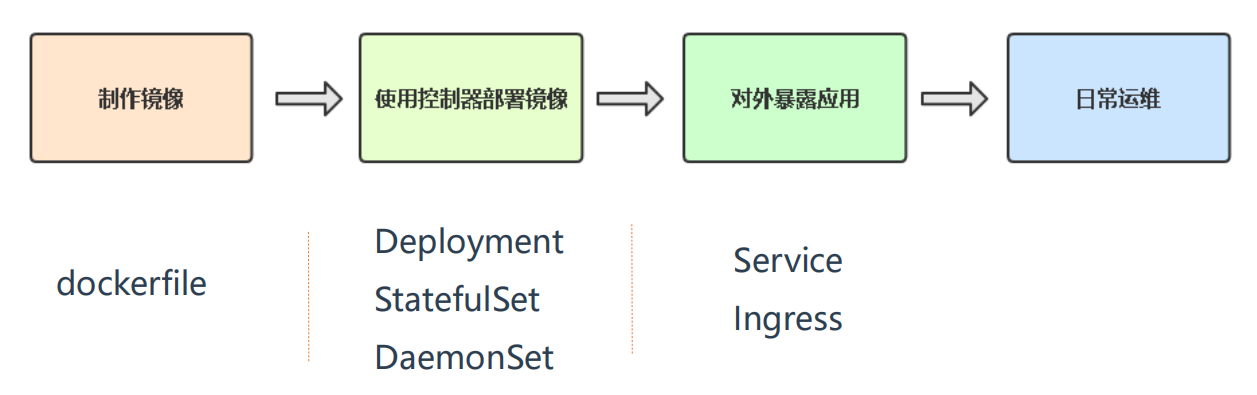 制作镜像
使用控制器部署镜像
对外暴露应用
日常运维
dockerfile
Deployment
StatefulSet
DaemonSet
Service
Ingress